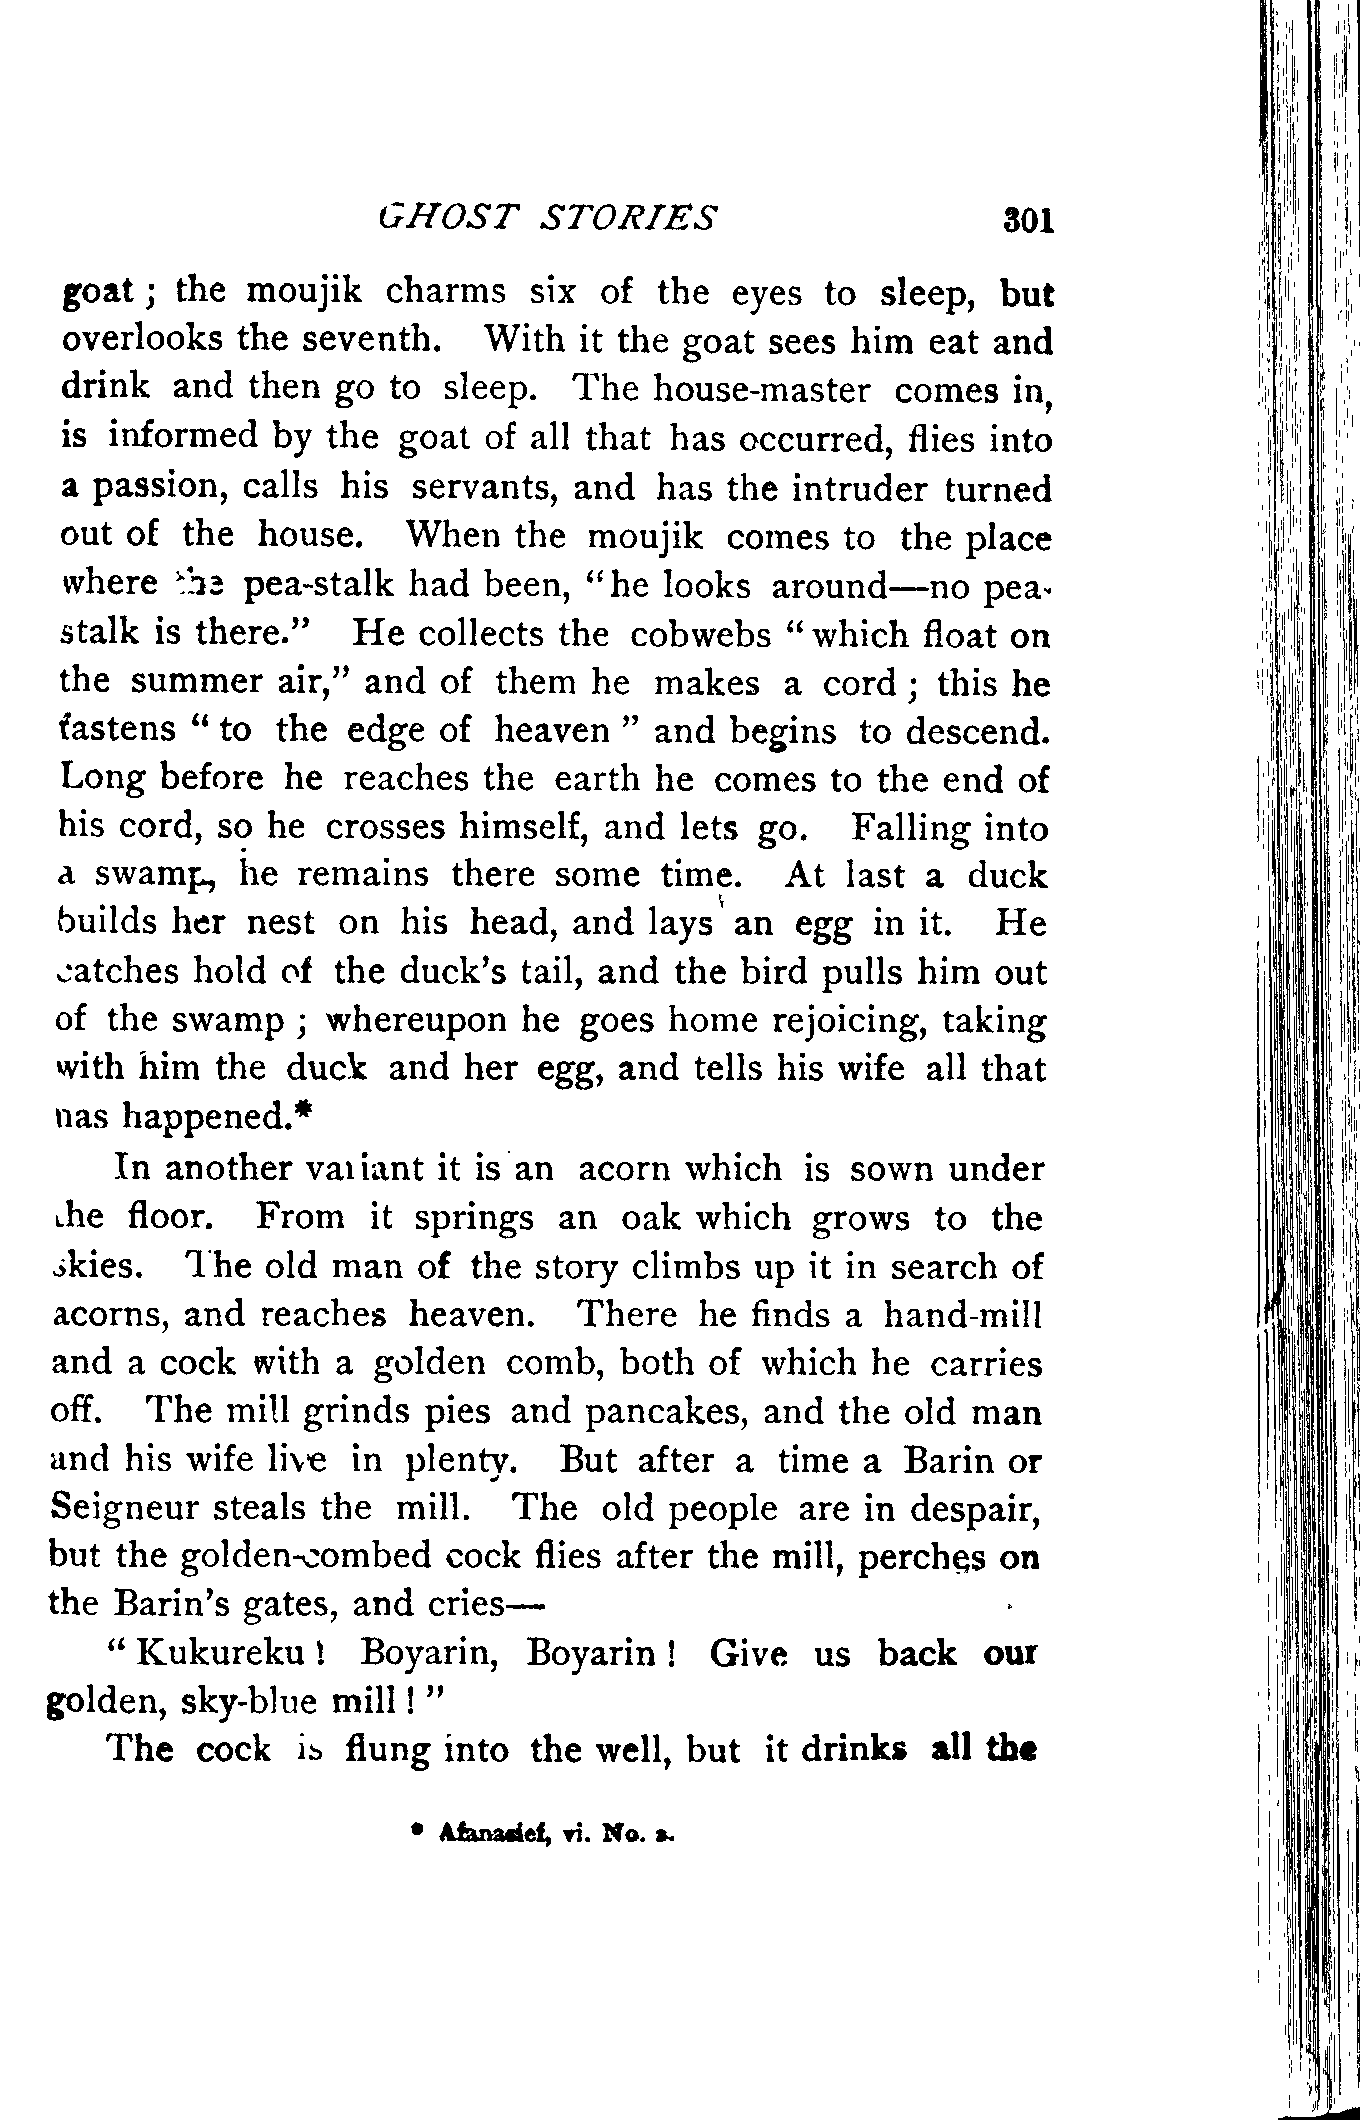 GHOST STORIES 301
goat; the moujik charms six of the eyes to sleep, but
overlooks the seventh. With it the goat sees him eat and
drink and then go to sleep. The house-master comes in,
is informed by the goat of all that has occurred, flies into
a passion, calls his servants, and has the intruder turned
out of the house. When the moujik comes to the place
where the pea-stalk had been, "he looks around—no pea-
stalk is there." He collects the cobwebs "which float on
the summer air," and of them he makes a cord; this he
fastens "to the edge of heaven" and begins to descend.
Long before he reaches the earth he comes to the end of
his cord, so he crosses himself, and lets go. Falling into
a swamp, he remains there some time. At last a duck
builds her nest on his head, and lays an egg in it. He
catches hold of the duck's tail, and the bird pulls him out
of the swamp; whereupon he goes home rejoicing, taking
with him the duck and her egg, and tells his wife all that
has happened.*
In another variant it is an acorn which is sown under
the floor. From it springs an oak which grows to the
skies. The old man of the story climbs up it in search of
acorns, and reaches heaven. There he finds a hand-mill
and a cock with a golden comb, both of which he carries
off. The mill grinds pies and pancakes, and the old man
and his wife live in plenty. But after a time a Barin or
Seigneur steals the mill. The old people are in despair,
but the golden-combed cock flies after the mill, perches on
the Barin's gates, and cries—
"Kukureku! Boyarin, Boyarin! Give us back our
golden, sky-blue mill!"
The cock is flung into the well, but it drinks all the
* Afanasief, vi. No.